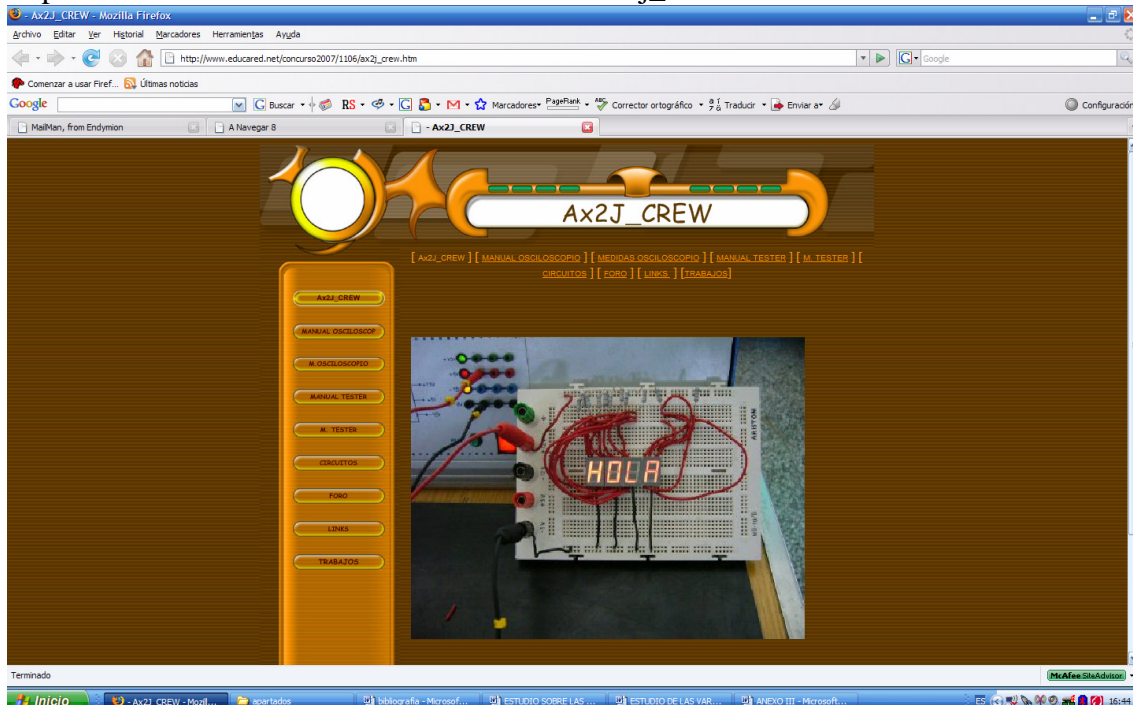 - Ax2J_CREW - Mozilla Firefox
Archivo Editar Ver Historial Marcadores Herramientas Ayuda
http://www.educared.net/concurso2007/1106/ax2j_crew.htm
Google
Comenzar a usar Firef... Últimas noticias
Google Buscar RS Marcadores PageRank Corrector ortográfico Traducir Enviar a Configuración
MailMan, from Endymion
A Navegar 8
- Ax2J_CREW
Ax2J_CREW
[ Ax2J_CREW ] [ MANUAL OSCILOSCOPIO ] [ MEDIDAS OSCILOSCOPIO ] [ MANUAL TESTER ] [ M. TESTER ] [
CIRCUITOS ] [ FORO ] [ LINKS ] [TRABAJOS]
Ax2J_CREW
MANUAL OSCILOSCOP
M.OSCILOSCOPIO
MANUAL TESTER
M. TESTER
CIRCUITOS
FORO
LINKS
TRABAJOS
HOLA
Terminado
McAfee SiteAdvisor
Inicio
- Ax2J_CREW - Mozil...
apartados
bibliografia - Microsof...
ESTUDIO SOBRE LAS ...
ESTUDIO DE LAS VAR...
ANEXO III - Microsoft...
ES
16:44